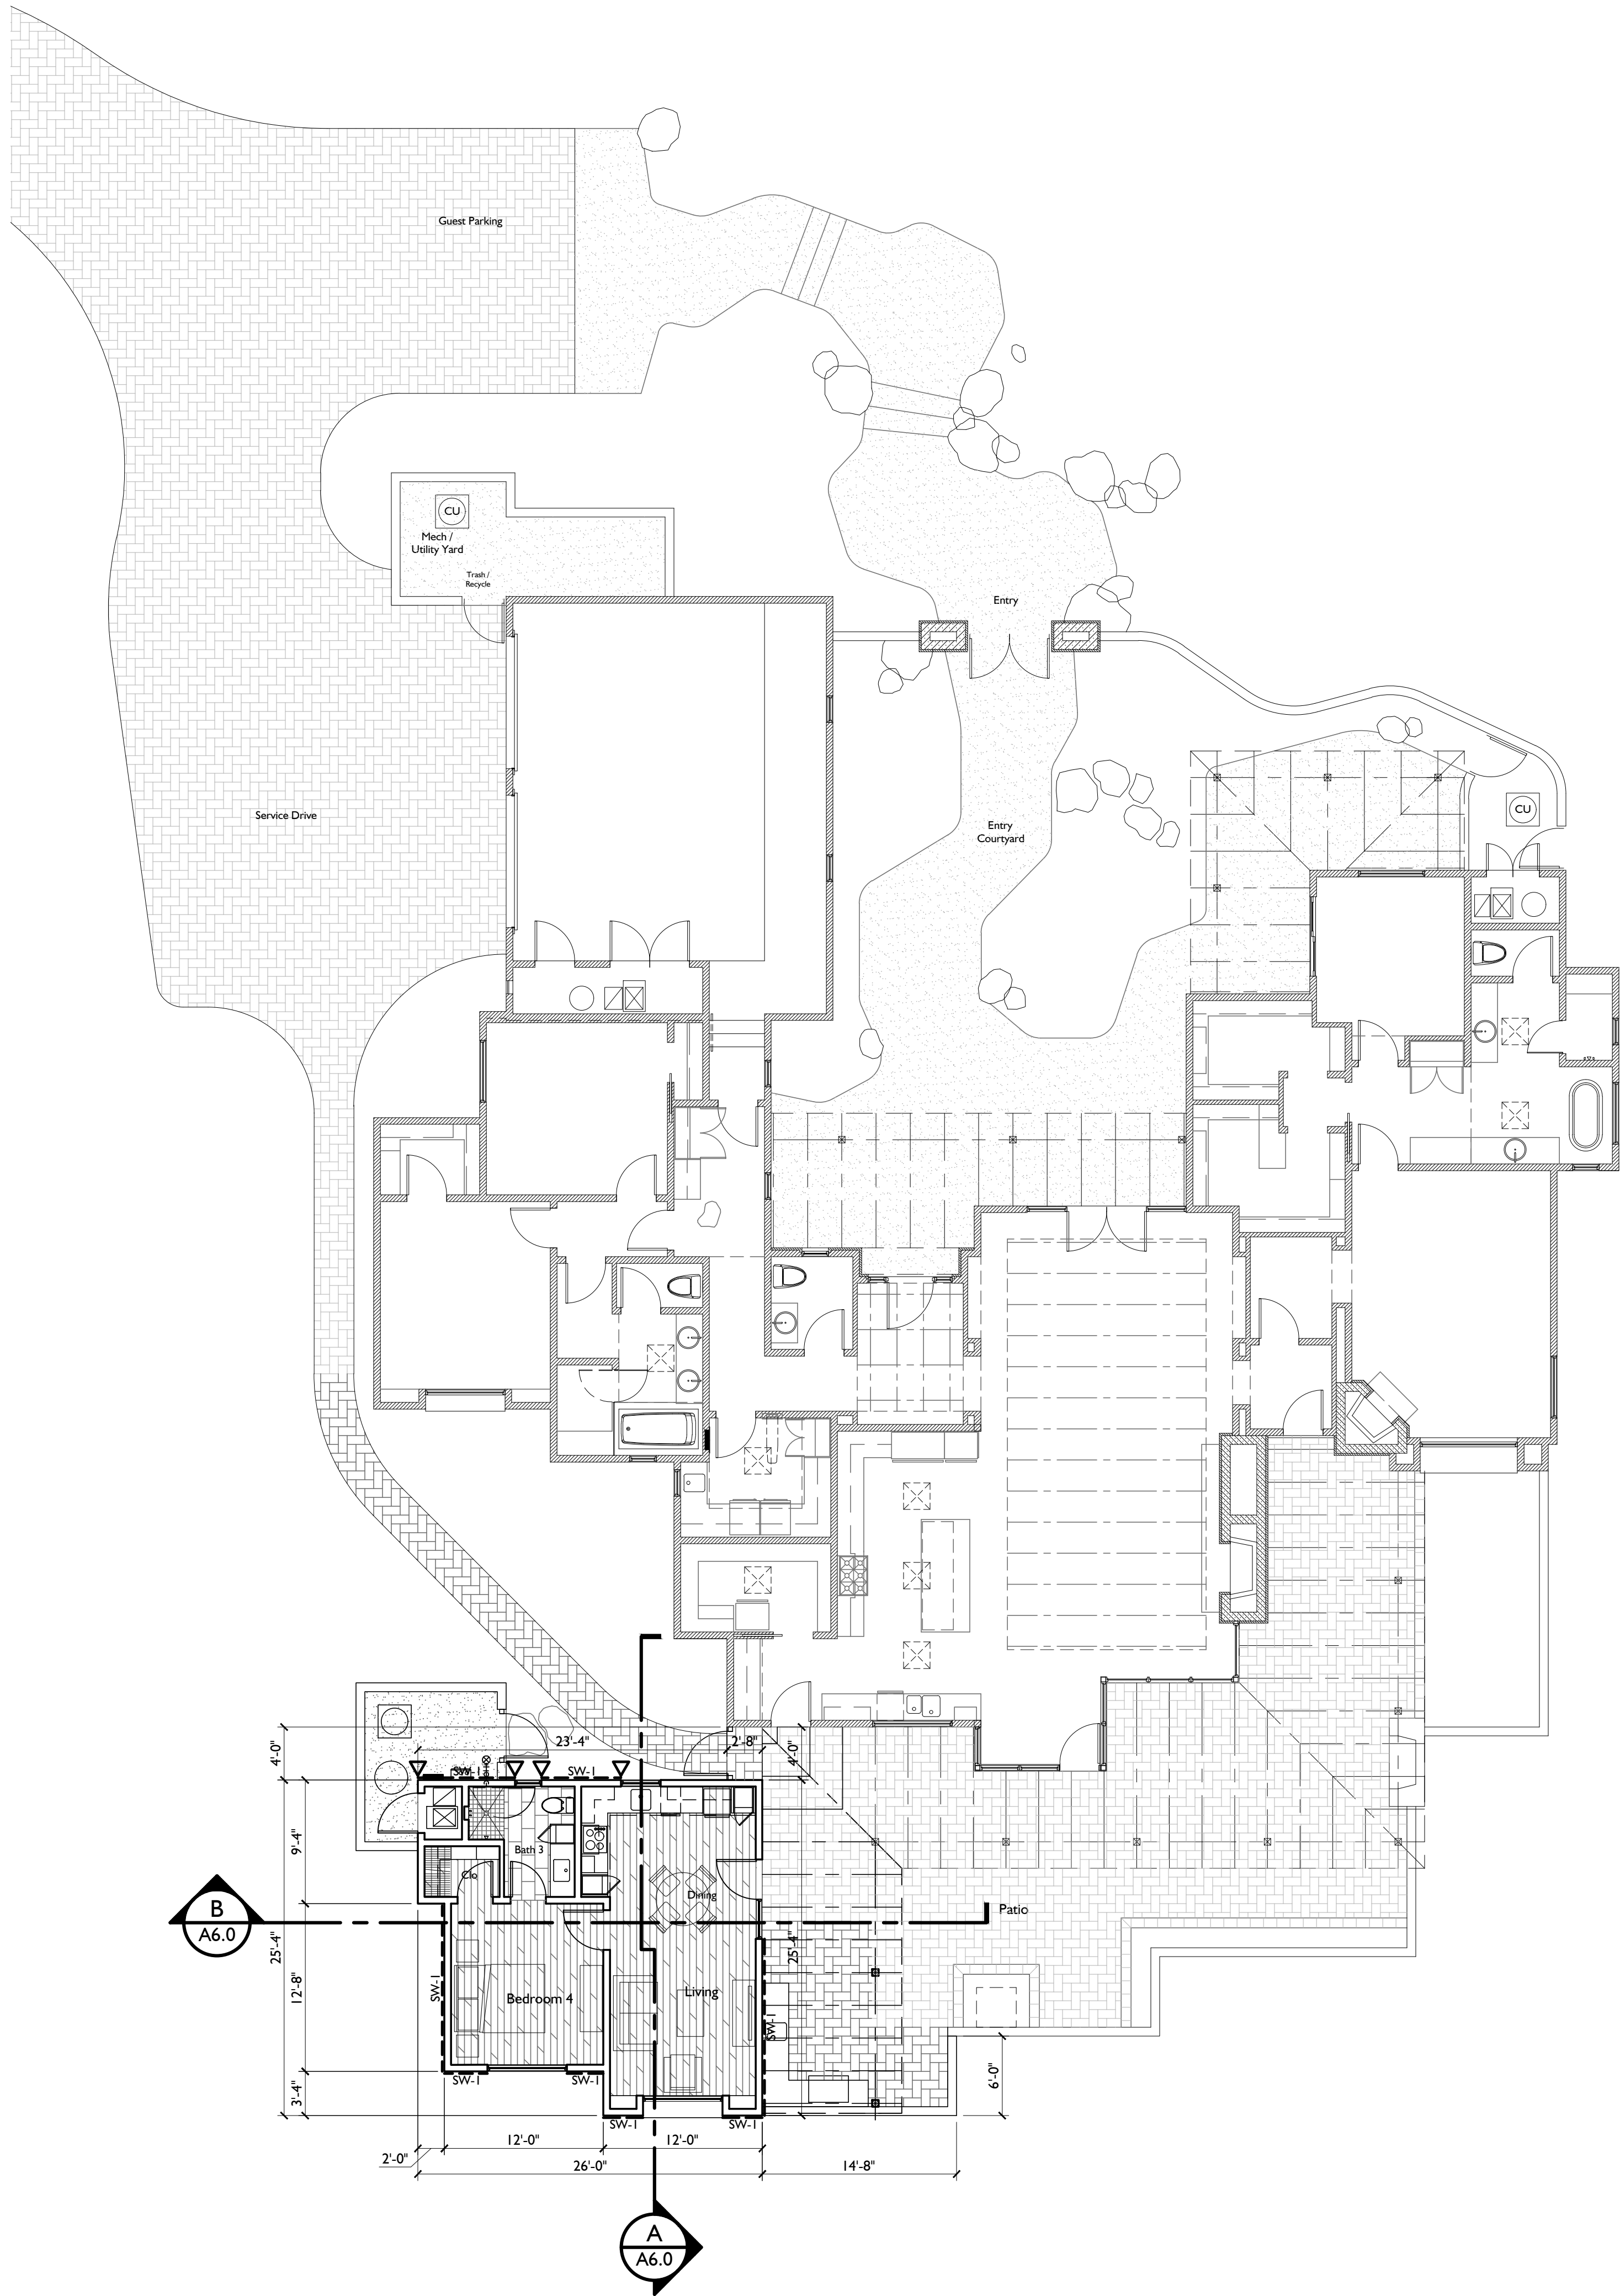 Guest Parking
CU
Mech /
Utility Yard
Trash /
Recycle
Entry
Service Drive
CU
Entry
Courtyard
4'-0"
23'-4"
2'-8"
4'-0"
SW-1
SW-1
9'-4"
Bath 3
Clo
Dining
B
A6.0
Patio
25'-4"
25'-4"
12'-8"
SW-1
Bedroom 4
Living
SW-1
SW-1
SW-1
3'-4"
6'-0"
SW-1
SW-1
2'-0"
12'-0"
12'-0"
26'-0"
14'-8"
A
A6.0